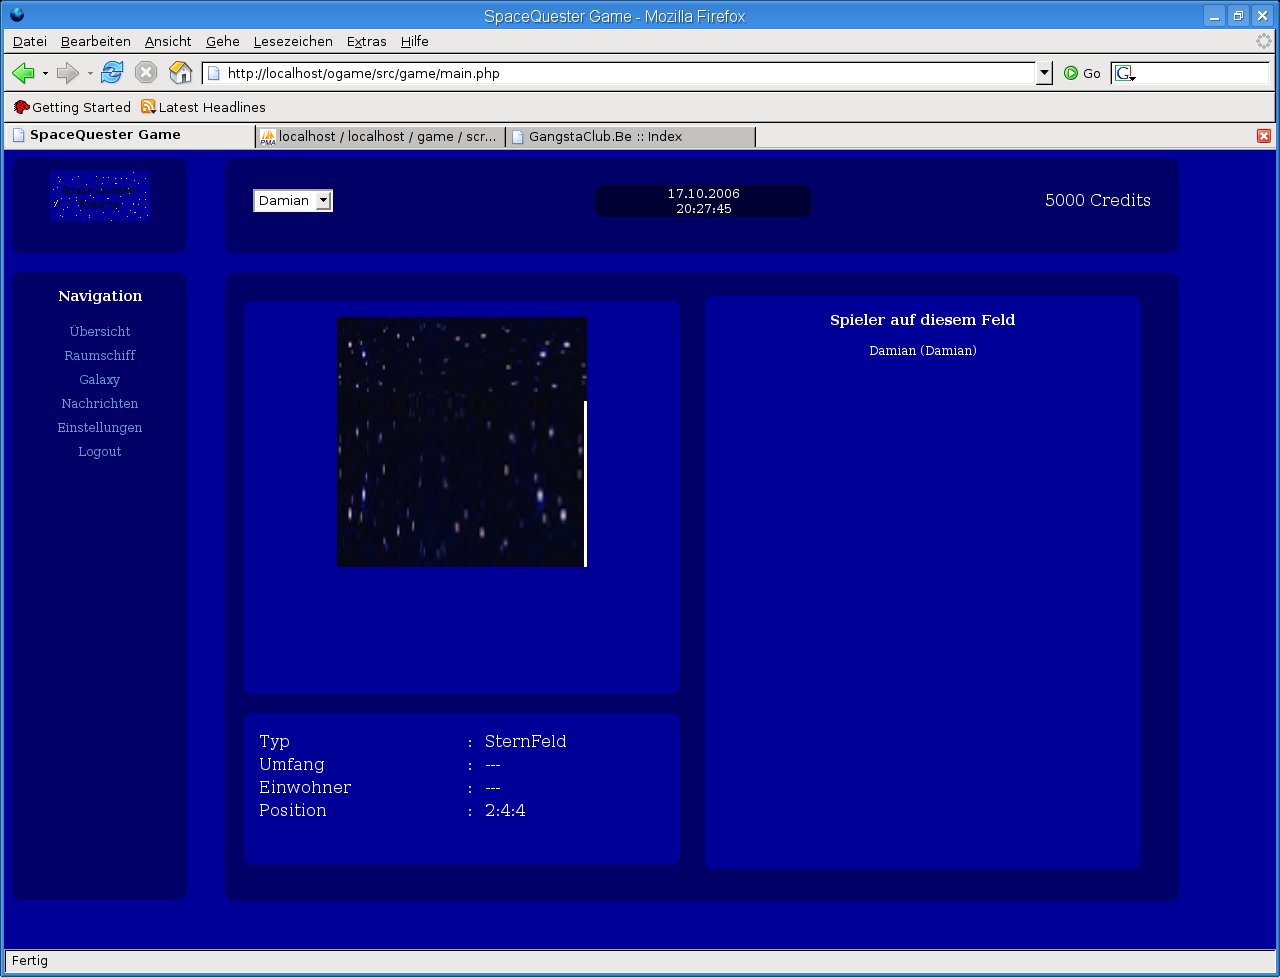 SpaceQuester Game - Mozilla Firefox
Datei Bearbeiten Ansicht Gehe Lesezeichen Extras Hilfe
http://localhost/ogame/src/game/main.php Go G
Getting Started Latest Headlines
SpaceQuester Game PMA localhost / localhost / game / scr... GangstaClub.Be :: Index
Damian
17.10.2006
20:27:45
5000 Credits
Navigation
Übersicht
Raumschiff
Galaxy
Nachrichten
Einstellungen
Logout
Spieler auf diesem Feld
Damian (Damian)
Typ : SternFeld
Umfang : ---
Einwohner : ---
Position : 2:4:4
Fertig